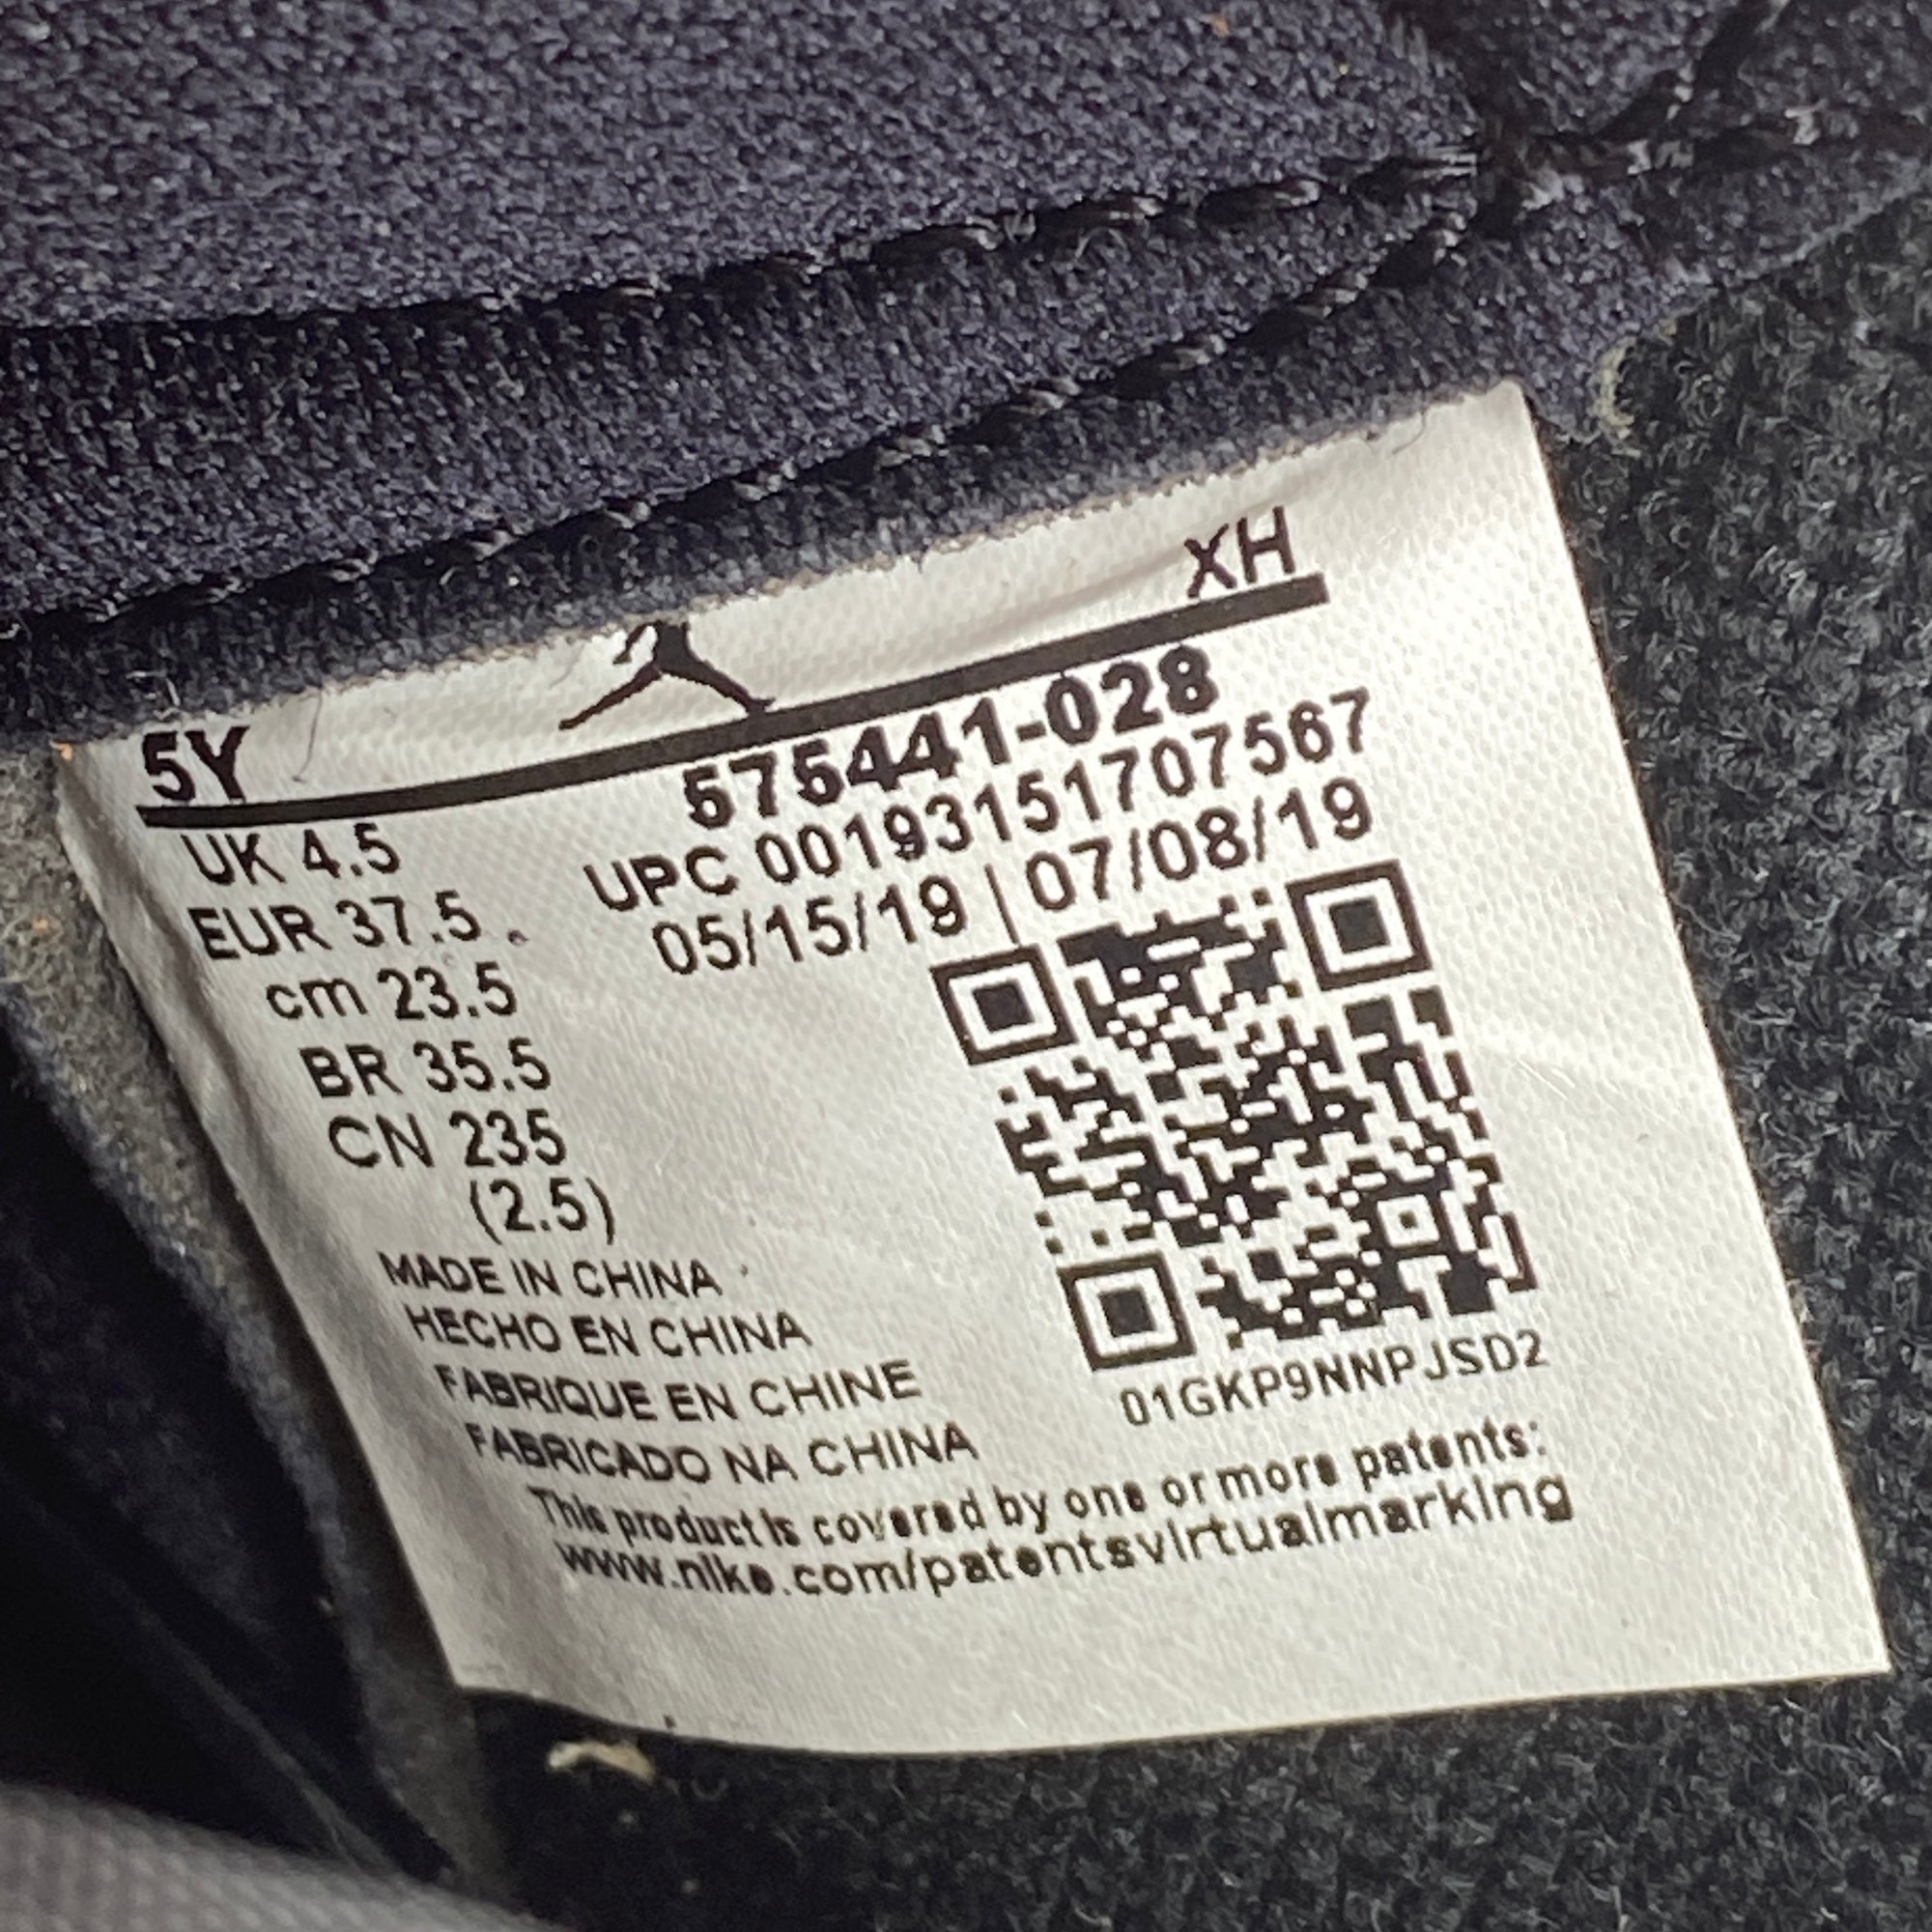 XH
5Y
575441-028
UPC 00193151707567
05/15/19 | 07/08/19
UK 4.5
EUR 37.5
cm 23.5
BR 35.5
CN 235
(2.5)
MADE IN CHINA
HECHO EN CHINA
FABRIQUE EN CHINE
FABRICADO NA CHINA
01GKP9NNPJSD2
This product is covered by one or more patents:
www.nike.com/patentsvirtualmarking